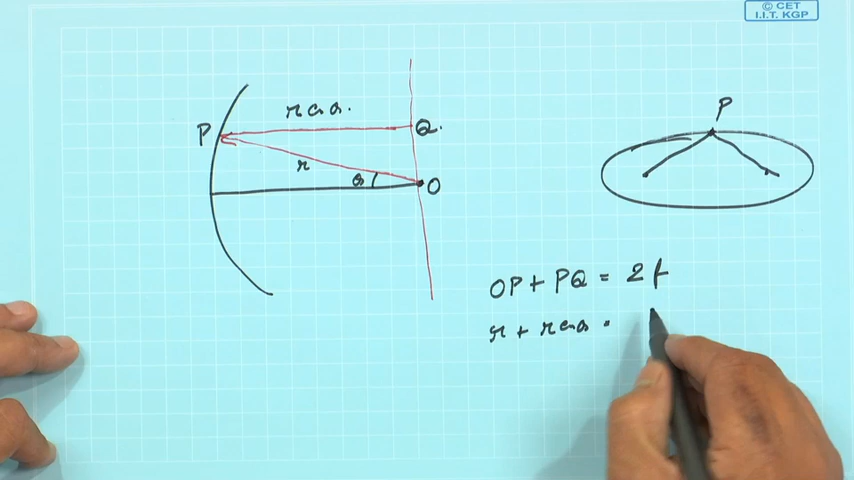 © CET
I.I.T. KGP
P
r cos θ.
Q.
P
r
θ
O
OP + PQ = 2f
r + r cos θ =